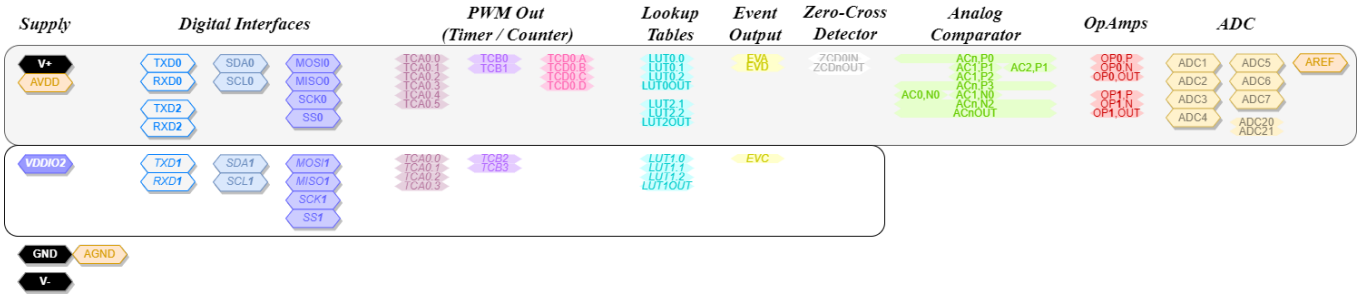 Supply
Digital Interfaces
PWM Out
(Timer / Counter)
Lookup
Tables
Event
Output
Zero-Cross
Detector
Analog
Comparator
OpAmps
ADC
V+
AVDD
TXD0
RXD0
TXD2
RXD2
SDA0
SCL0
MOSI0
MISO0
SCK0
SS0
TCA0.0
TCA0.1
TCA0.2
TCA0.3
TCA0.4
TCA0.5
TCB0
TCB1
TCD0.A
TCD0.B
TCD0.C
TCD0.D
LUT0.0
LUT0.1
LUT0.2
LUT0OUT
LUT2.1
LUT2.2
LUT2OUT
EVA
EVD
ZCD0IN
ZCDnOUT
ACn,P0
AC1,P1
AC2,P1
AC1,P2
ACn,P3
AC0,N0
AC1,N0
ACn,N2
ACnOUT
OP0,P
OP0,N
OP0,OUT
OP1,P
OP1,N
OP1,OUT
ADC1
ADC2
ADC3
ADC4
ADC5
ADC6
ADC7
ADC20
ADC21
AREF
VDDIO2
TXD1
RXD1
SDA1
SCL1
MOSI1
MISO1
SCK1
SS1
TCA0.0
TCA0.1
TCA0.2
TCA0.3
TCB2
TCB3
LUT1.0
LUT1.1
LUT1.2
LUT1OUT
EVC
GND
AGND
V-